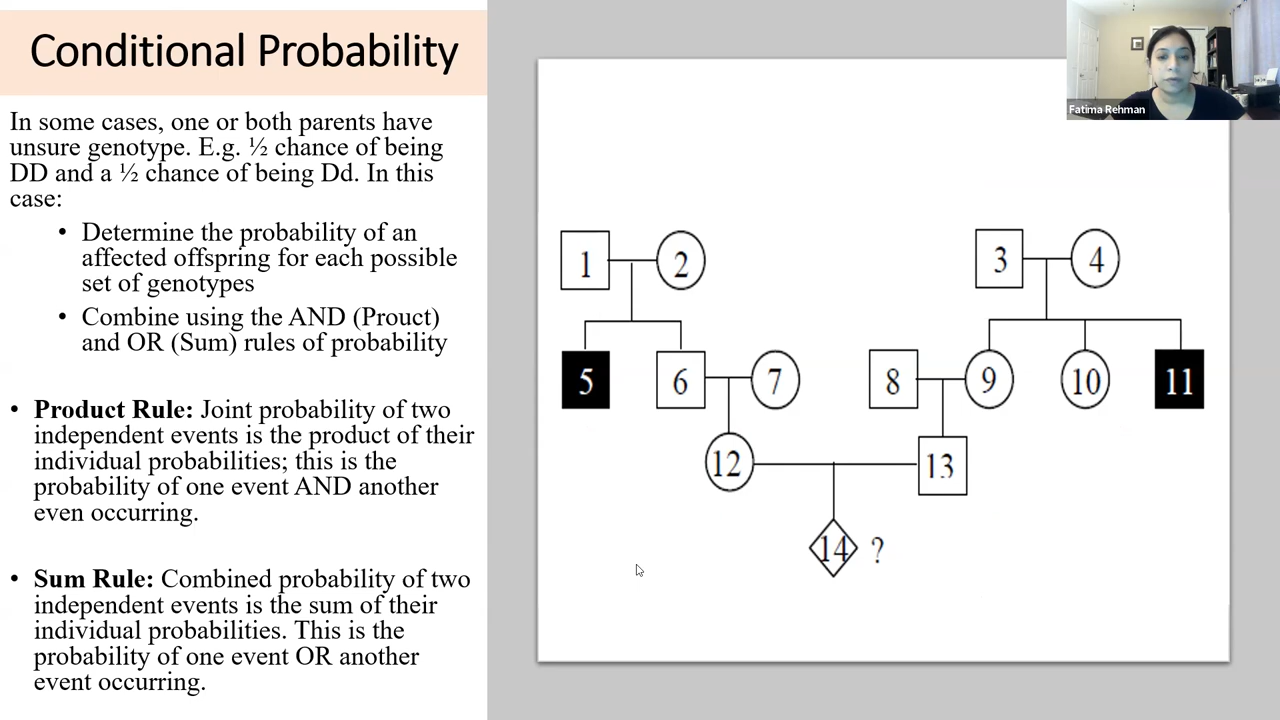 Conditional Probability
In some cases, one or both parents have
unsure genotype. E.g. ½ chance of being
DD and a ½ chance of being Dd. In this
case:
• Determine the probability of an
affected offspring for each possible
set of genotypes
• Combine using the AND (Prouct)
and OR (Sum) rules of probability
• Product Rule: Joint probability of two
independent events is the product of their
individual probabilities; this is the
probability of one event AND another
even occurring.
• Sum Rule: Combined probability of two
independent events is the sum of their
individual probabilities. This is the
probability of one event OR another
event occurring.
Fatima Rehman
1 2 3 4
5 6 7 8 9 10 11
12 13
14 ?